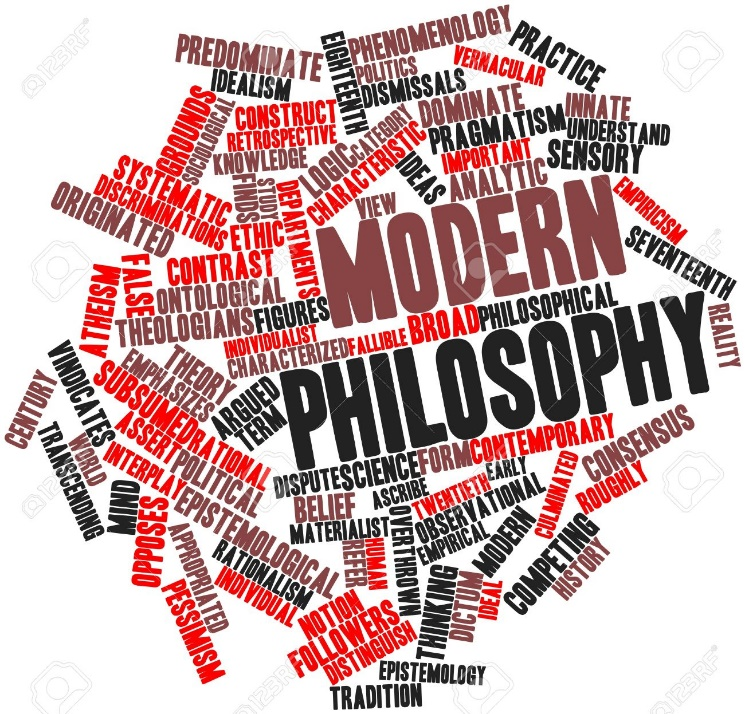 PREDOMINATE
IDEALISM
EIGHTEENTH
PHENOMENOLOGY
POLITICS
DISMISSALS
VERNACULAR
PRACTICE
GROUNDS
SOCIOLOGICAL
CONSTRUCT
RETROSPECTIVE
KNOWLEDGE
LOGIC
CATEGORY
CHARACTERISTIC
IDEAS
DOMINATE
PRAGMATISM
IMPORTANT
ANALYTIC
INNATE
UNDERSTAND
SENSORY
SYSTEMATIC
DISCRIMINATIONS
ORIGINATED
FINDS
STUDY
DEPARTMENTS
ETHIC
VIEW
MODERN
EMPIRICISM
SEVENTEENTH
REALITY
ATHEISM
FALSE
CONTRAST
ONTOLOGICAL
THEOLOGIANS
FIGURES
INDIVIDUALIST
CHARACTERIZED
FALLIBLE
BROAD
PHILOSOPHICAL
PHILOSOPHY
CENTURY
VINDICATES
TRANSCENDING
WORLD
THEORY
EMPHASIZES
SUBSUMED
RATIONAL
ASSERT
POLITICAL
INTERPLAY
ARGUED
TERM
MIND
OPPOSES
EPISTEMOLOGICAL
RATIONALISM
INDIVIDUAL
APPROPRIATED
PESSIMISM
DISPUTE
SCIENCE
FORM
CONTEMPORARY
BELIEF
ASCRIBE
MATERIALIST
TWENTIETH
EARLY
OBSERVATIONAL
EMPIRICAL
OVERTHROWN
REFER
HUMAN
MODERN
CULMINATED
CONSENSUS
ROUGHLY
COMPETING
HISTORY
NOTION
FOLLOWERS
DISTINGUISH
THINKING
DICTUM
IDEAL
EPISTEMOLOGY
TRADITION
123RF